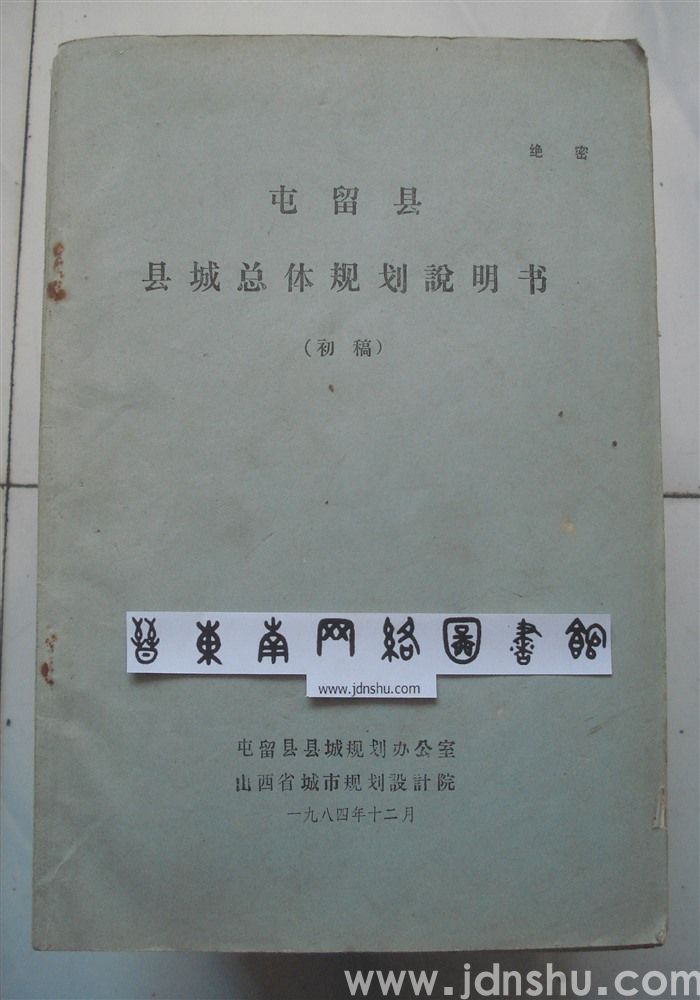 绝 密
屯留县
县城总体规划說明书
(初稿)
晉東南网絡圖書館
www.jdnshu.com
屯留县县城规划办公室
山西省城市规划設計院
一九八四年十二月
www.jdnshu.com